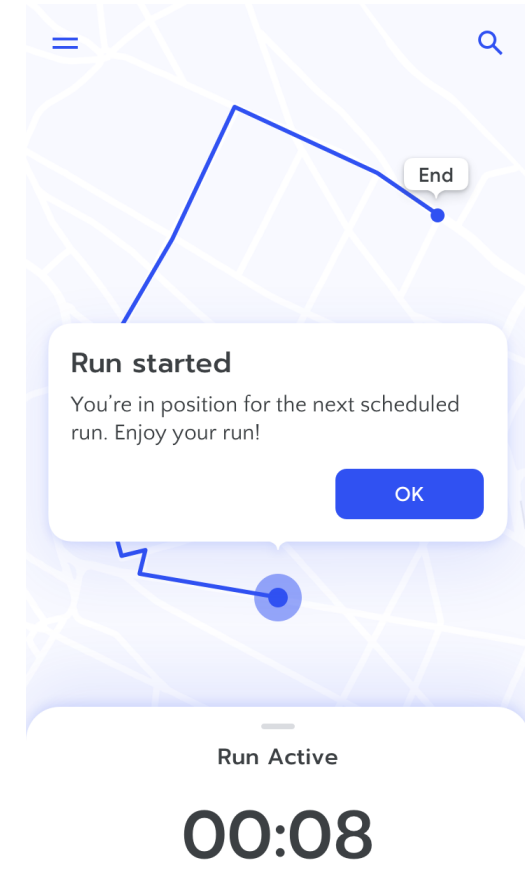 End
Run started
You're in position for the next scheduled
run. Enjoy your run!
OK
Run Active
00:08